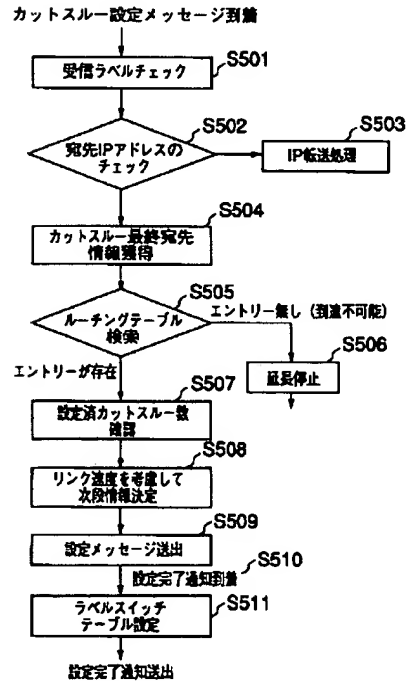 カットスルー設定メッセージ到着
S501
受信ラベルチェック
S502
宛先IPアドレスの
チェック
S503
IP転送処理
S504
カットスルー最終宛先
情報獲得
S505
ルーチングテーブル
検索
エントリー無し（到達不可能）
S506
延長停止
エントリーが存在
S507
設定済カットスルー数
確認
S508
リンク速度を考慮して
次段情報決定
S509
設定メッセージ送出
S510
設定完了通知到着
S511
ラベルスイッチ
テーブル設定
設定完了通知送出